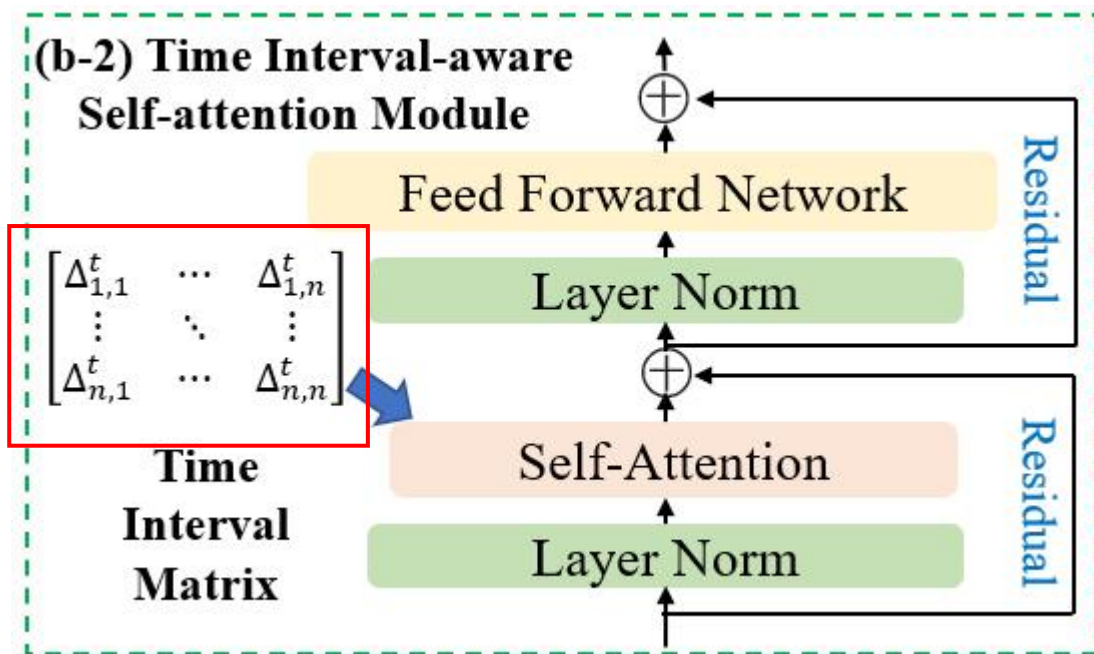 (b-2) Time Interval-aware
Self-attention Module
Feed Forward Network
Residual
Δ^t_{1,1} ⋯ Δ^t_{1,n}
⋮ ⋱ ⋮
Δ^t_{n,1} ⋯ Δ^t_{n,n}
Layer Norm
Self-Attention
Residual
Time
Interval
Matrix
Layer Norm